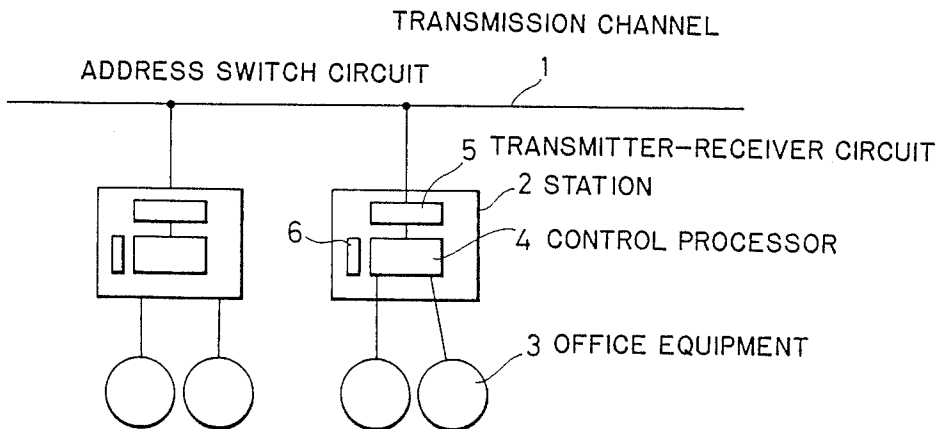 TRANSMISSION CHANNEL
ADDRESS SWITCH CIRCUIT
1
5 TRANSMITTER-RECEIVER CIRCUIT
2 STATION
6
4 CONTROL PROCESSOR
3 OFFICE EQUIPMENT